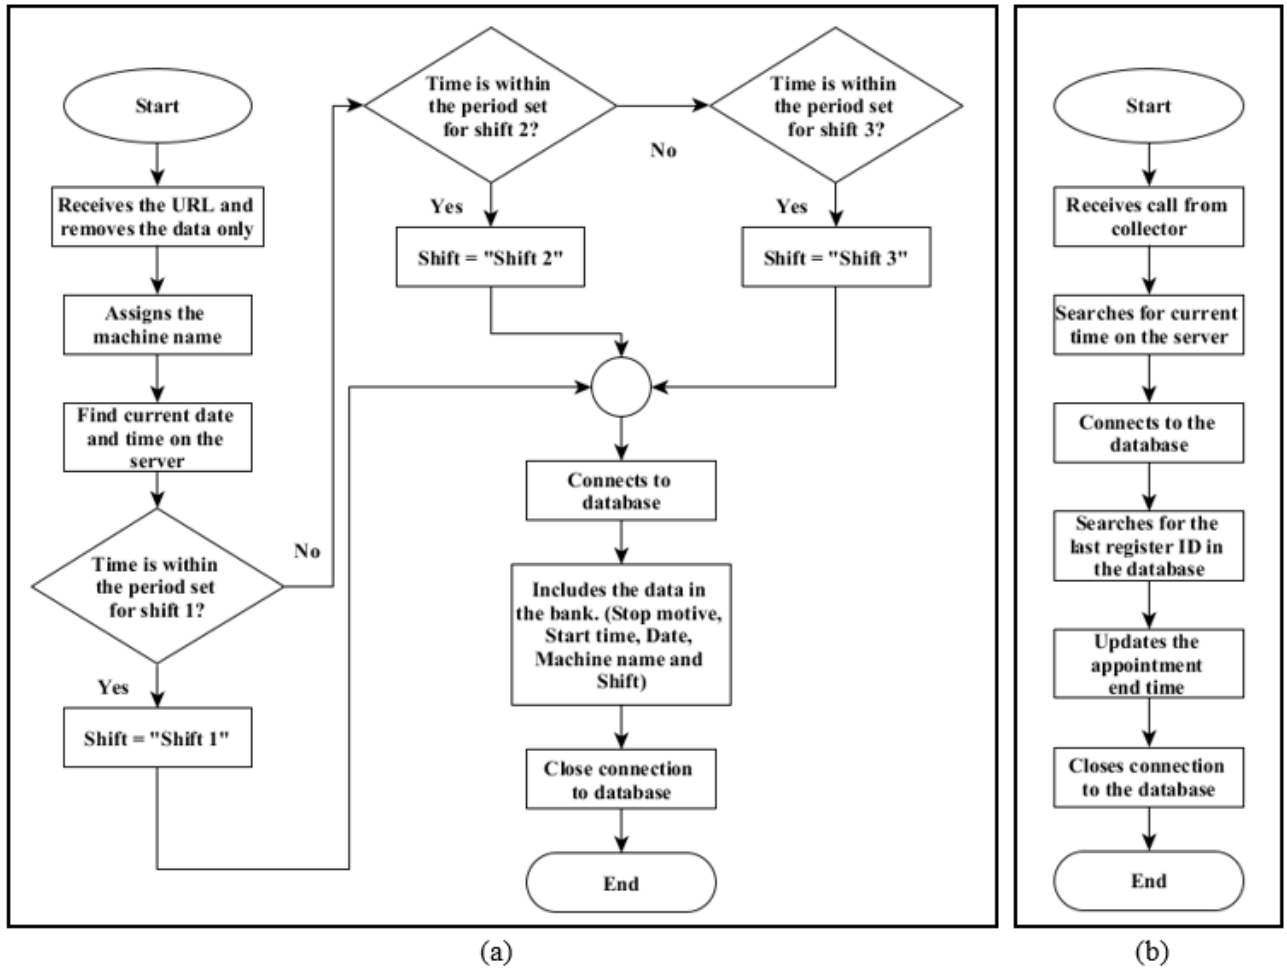 Start
Receives the URL and
removes the data only
Assigns the
machine name
Find current date
and time on the
server
Time is within
the period set
for shift 1?
No
Yes
Shift = "Shift 1"
Time is within
the period set
for shift 2?
No
Yes
Shift = "Shift 2"
Time is within
the period set
for shift 3?
Yes
Shift = "Shift 3"
Connects to
database
Includes the data in
the bank. (Stop motive,
Start time, Date,
Machine name and
Shift)
Close connection
to database
End
(a)
Start
Receives call from
collector
Searches for current
time on the server
Connects to the
database
Searches for the
last register ID in
the database
Updates the
appointment
end time
Closes connection
to the database
End
(b)